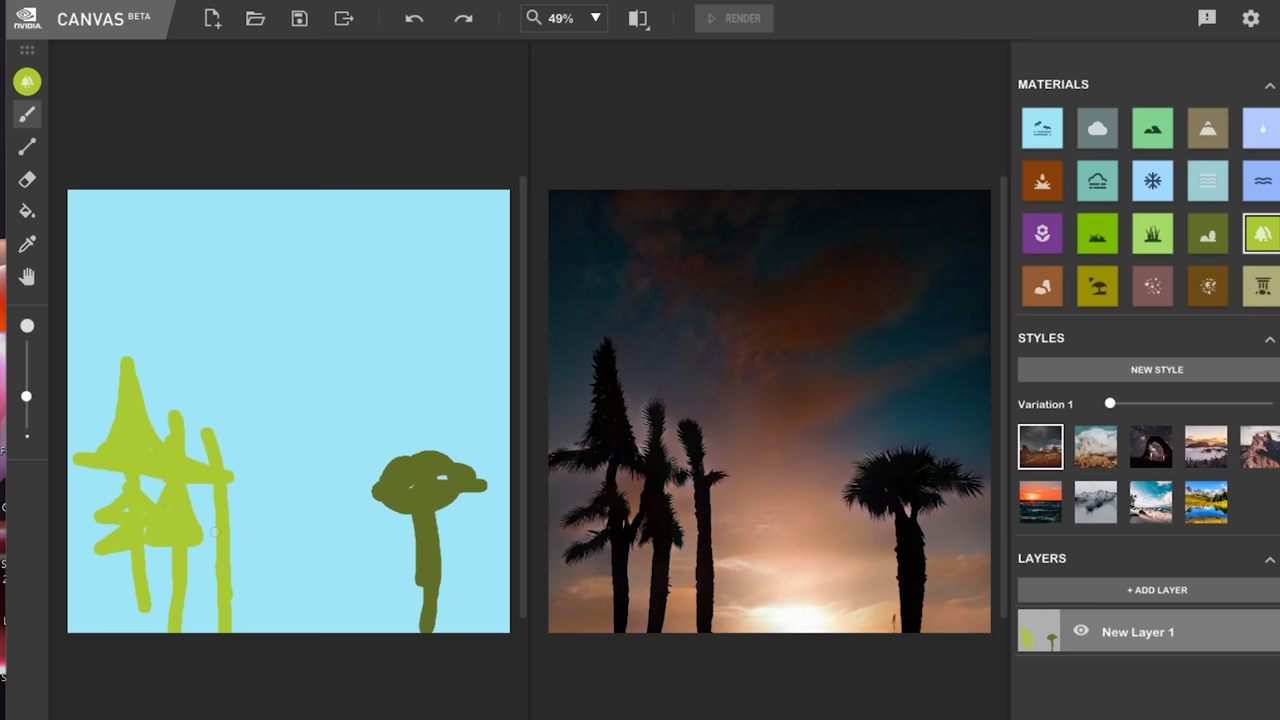 NVIDIA.
CANVAS BETA
49%
RENDER
MATERIALS
STYLES
NEW STYLE
Variation 1
LAYERS
+ ADD LAYER
New Layer 1